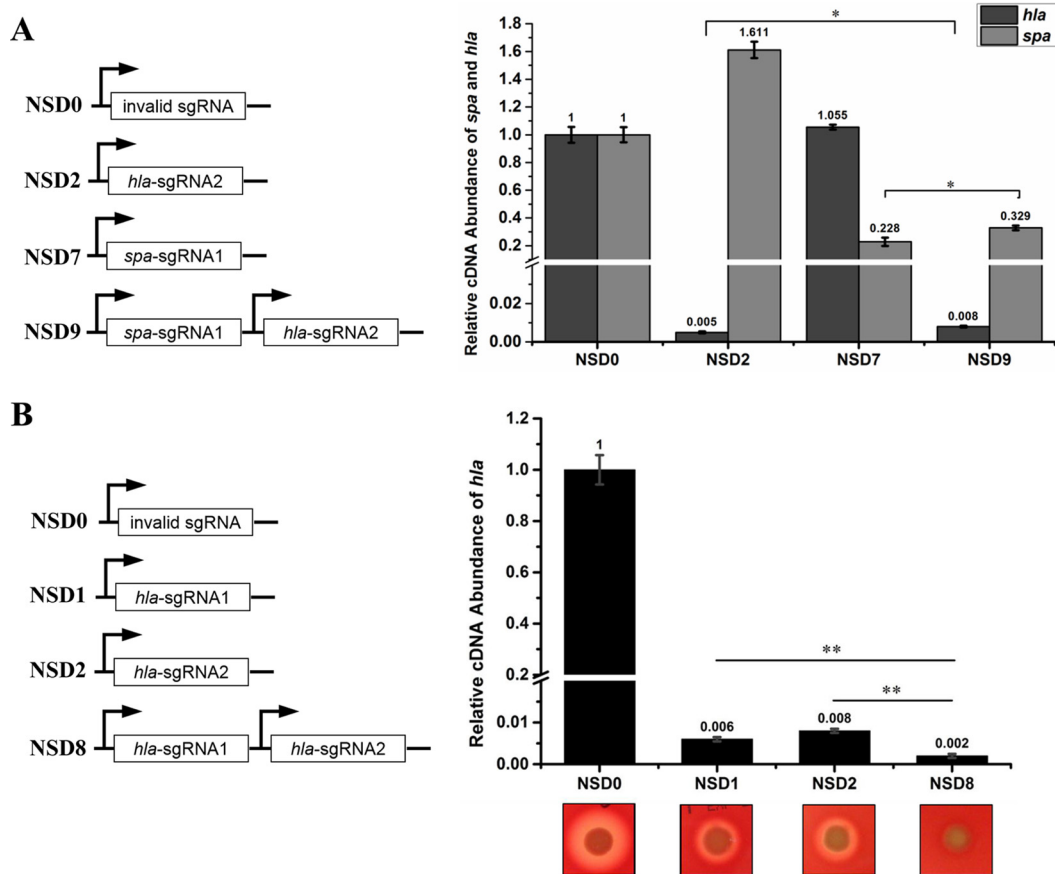 A
NSD0
invalid sgRNA
NSD2
hla-sgRNA2
NSD7
spa-sgRNA1
NSD9
spa-sgRNA1
hla-sgRNA2
Relative cDNA Abundance of spa and hla
1.8
1.6
1.4
1.2
1.0
0.8
0.6
0.4
0.2
0.02
0.00
1
1
0.005
1.611
1.055
0.228
0.008
0.329
*
*
hla
spa
NSD0
NSD2
NSD7
NSD9
B
NSD0
invalid sgRNA
NSD1
hla-sgRNA1
NSD2
hla-sgRNA2
NSD8
hla-sgRNA1
hla-sgRNA2
Relative cDNA Abundance of hla
1.2
1.0
0.8
0.6
0.4
0.2
0.01
0.00
1
0.006
0.008
0.002
**
**
NSD0
NSD1
NSD2
NSD8